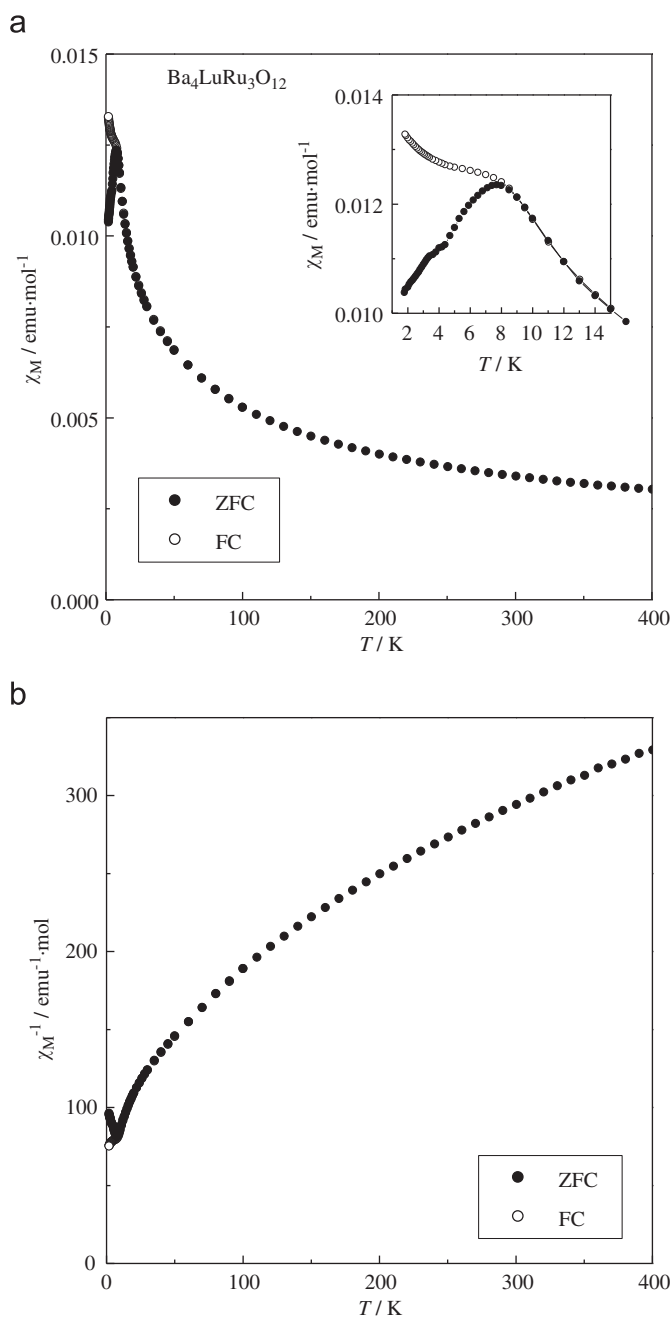 a
0.015
Ba₄LuRu₃O₁₂
0.014
χM / emu·mol⁻¹
0.012
0.010
2 4 6 8 10 12 14
T / K
0.010
χM / emu·mol⁻¹
0.005
ZFC
FC
0.000
0 100 200 300 400
T / K
b
300
χM⁻¹ / emu⁻¹·mol
200
100
ZFC
FC
0
0 100 200 300 400
T / K